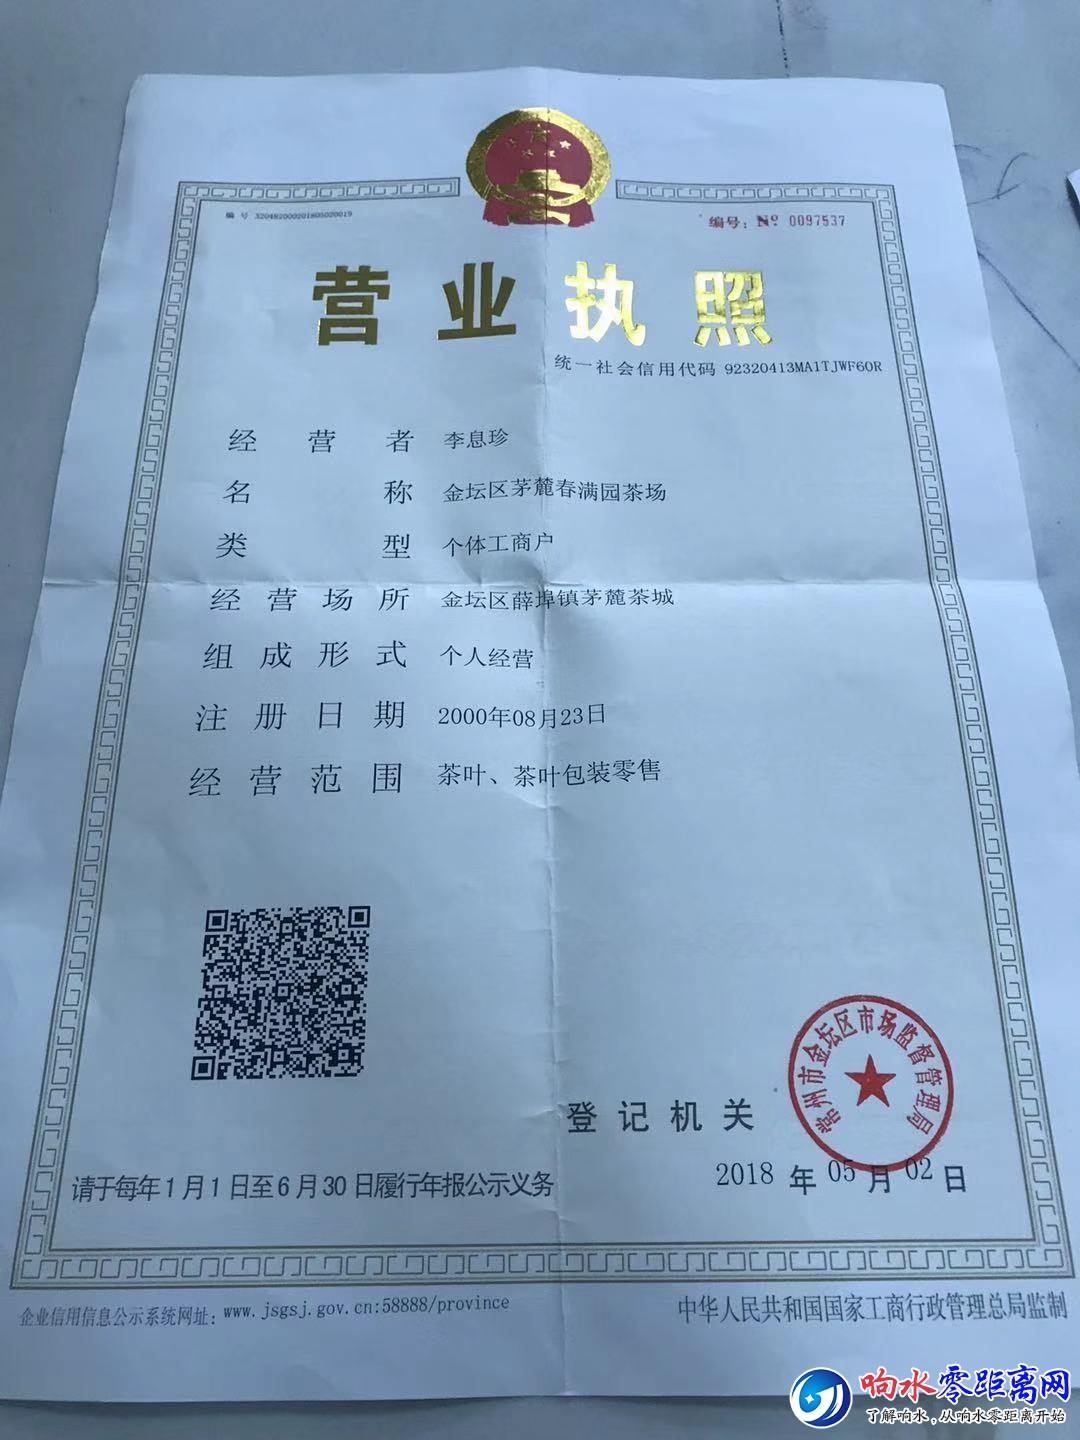 编 号 320482000201805020019
编号: Nº 0097537
营业执照
统一社会信用代码 92320413MA1TJWF60R
经营者 李息珍
名称 金坛区茅麓春满园茶场
类型 个体工商户
经营场所 金坛区薛埠镇茅麓茶城
组成形式 个人经营
注册日期 2000年08月23日
经营范围 茶叶、茶叶包装零售
常州市金坛区市场监督管理局
登记机关
2018 年 05 月 02 日
请于每年1月1日至6月30日履行年报公示义务
企业信用信息公示系统网址: www.jsgsj.gov.cn:58888/province
中华人民共和国国家工商行政管理总局监制
响水零距离网
了解响水,从响水零距离开始